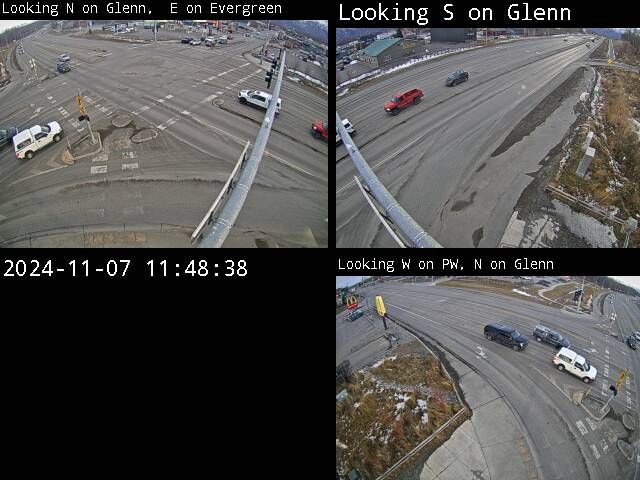 Looking N on Glenn, E on Evergreen
Looking S on Glenn
2024-11-07 11:48:38
Looking W on PW, N on Glenn